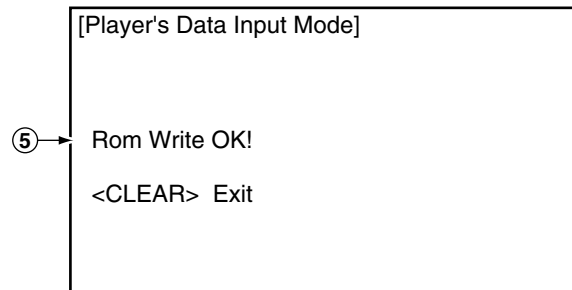 [Player's Data Input Mode]
⑤ Rom Write OK!
<CLEAR> Exit